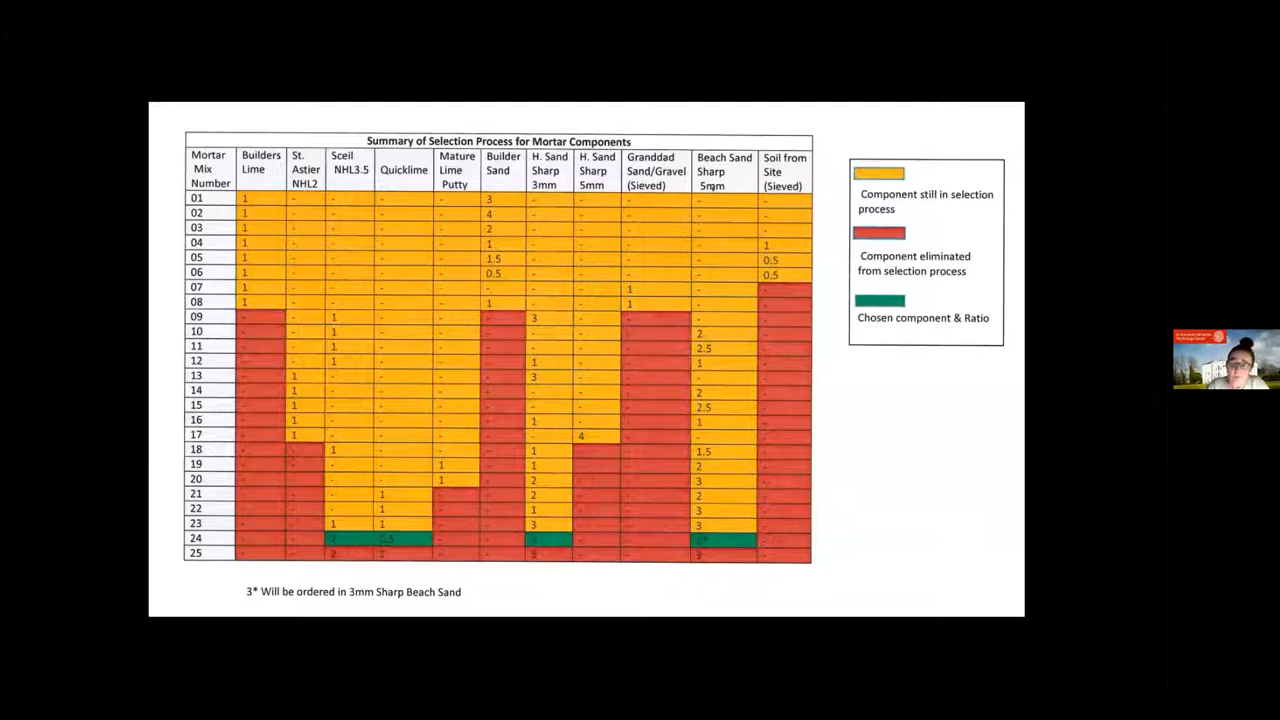 Summary of Selection Process for Mortar Components
Mortar Mix Number Builders Lime St. Astier NHL2 Sceil NHL3.5 Quicklime Mature Lime Putty Builder Sand H. Sand Sharp 3mm H. Sand Sharp 5mm Granddad Sand/Gravel (Sieved) Beach Sand Sharp 5mm Soil from Site (Sieved)
01 1 - - - - 3 - - - - -
02 1 - - - - 4 - - - - -
03 1 - - - - 2 - - - - -
04 1 - - - - 1 - - - - 1
05 1 - - - - 1.5 - - - - 0.5
06 1 - - - - 0.5 - - - - 0.5
07 1 - - - - - - - 1 - -
08 1 - - - - 1 - - 1 - -
09 - - 1 - - - 3 - - - -
10 - - 1 - - - - - - 2 -
11 - - 1 - - - - - - 2.5 -
12 - - 1 - - - 1 - - 1 -
13 - 1 - - - - 3 - - - -
14 - 1 - - - - - - - 2 -
15 - 1 - - - - - - - 2.5 -
16 - 1 - - - - 1 - - 1 -
17 - 1 - - - - - 4 - - -
18 - - 1 - - - 1 - - 1.5 -
19 - - - - 1 - 1 - - 2 -
20 - - - - 1 - 2 - - 3 -
21 - - - 1 - - 2 - - 2 -
22 - - - 1 - - 1 - - 3 -
23 - - 1 1 - - 3 - - 3 -
24 - - 2 0.5 - - - - 3* -
25 - - 2 1 - - 3 - - 3 -
Component still in selection
process
Component eliminated
from selection process
Chosen component & Ratio
3* Will be ordered in 3mm Sharp Beach Sand